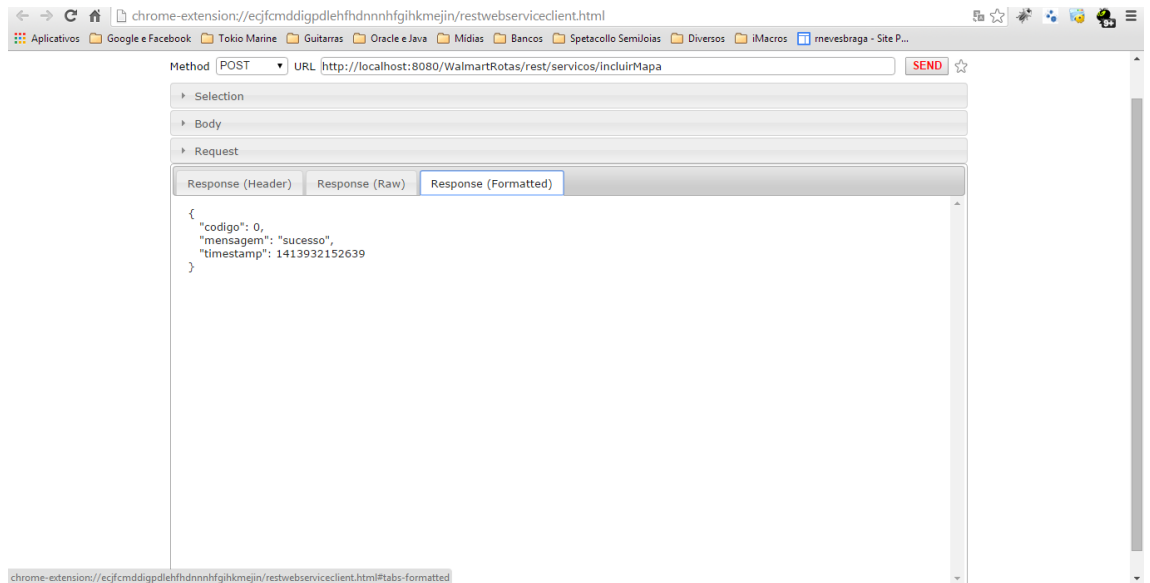 chrome-extension://ecjfcmddigpdlehfhdnnnhfgihkmejin/restwebserviceclient.html
Aplicativos Google e Facebook Tokio Marine Guitarras Oracle e Java Mídias Bancos Spetacollo SemiJoias Diversos iMacros rnevesbraga - Site P...
Method POST URL http://localhost:8080/WalmartRotas/rest/servicos/incluirMapa SEND
Selection
Body
Request
Response (Header) Response (Raw) Response (Formatted)
{
"codigo": 0,
"mensagem": "sucesso",
"timestamp": 1413932152639
}
chrome-extension://ecjfcmddigpdlehfhdnnnhfgihkmejin/restwebserviceclient.html#tabs-formatted